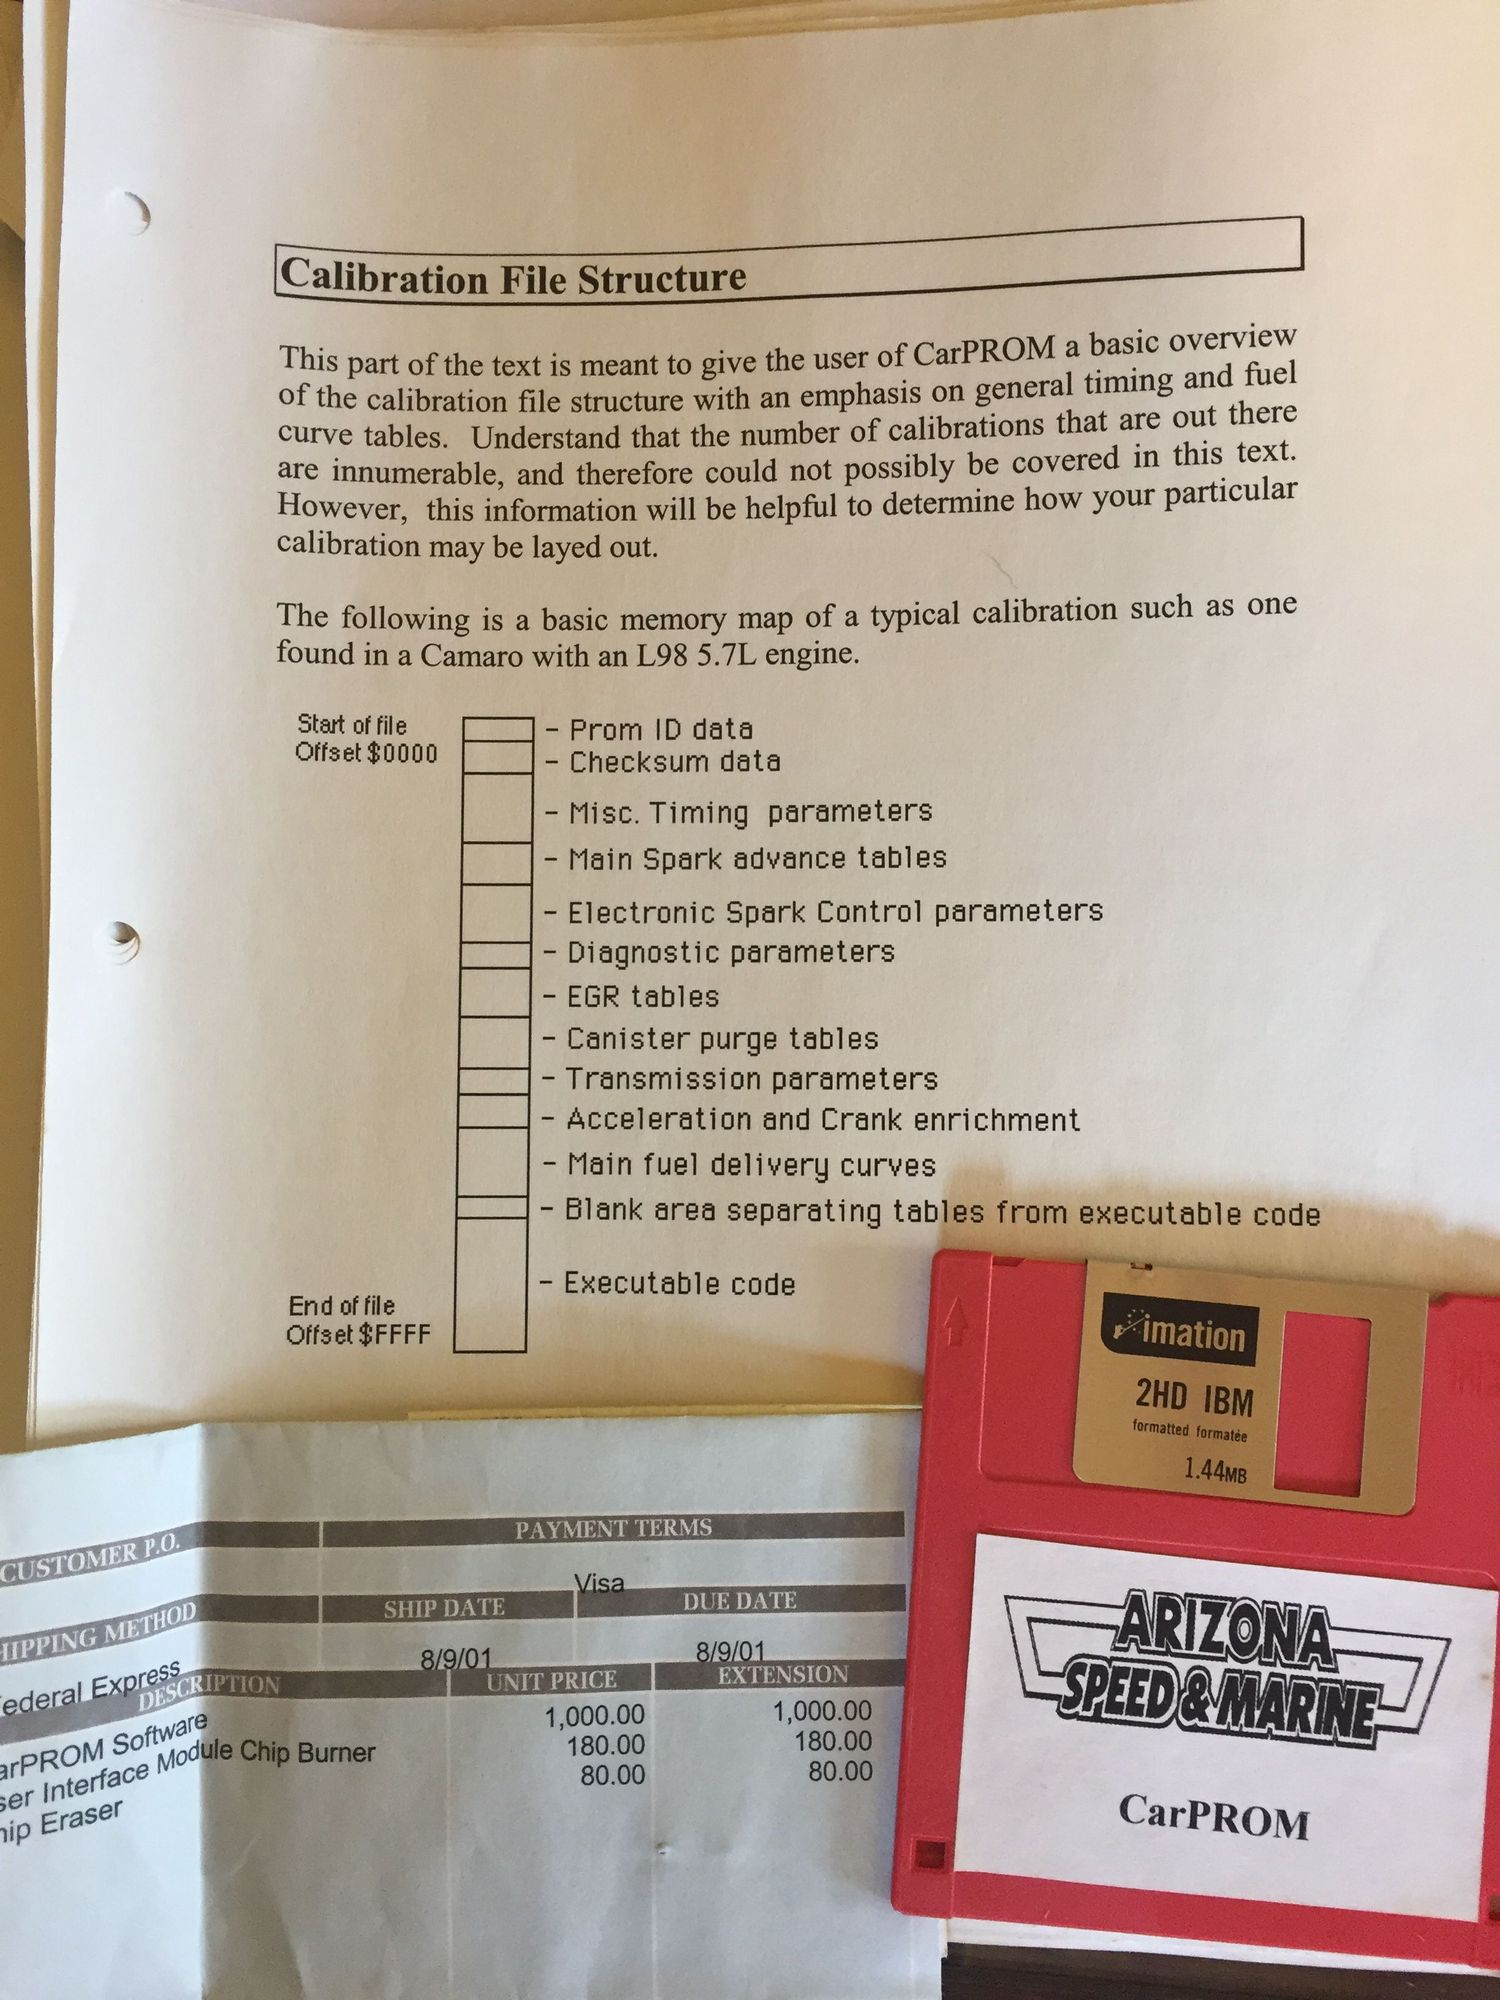 Calibration File Structure
This part of the text is meant to give the user of CarPROM a basic overview
of the calibration file structure with an emphasis on general timing and fuel
curve tables. Understand that the number of calibrations that are out there
are innumerable, and therefore could not possibly be covered in this text.
However, this information will be helpful to determine how your particular
calibration may be layed out.
The following is a basic memory map of a typical calibration such as one
found in a Camaro with an L98 5.7L engine.
Start of file
Offset $0000
- Prom ID data
- Checksum data
- Misc. Timing parameters
- Main Spark advance tables
- Electronic Spark Control parameters
- Diagnostic parameters
- EGR tables
- Canister purge tables
- Transmission parameters
- Acceleration and Crank enrichment
- Main fuel delivery curves
- Blank area separating tables from executable code
- Executable code
End of file
Offset $FFFF
imation
2HD IBM
formatted formatée
1.44MB
ARIZONA
SPEED & MARINE
CarPROM
CUSTOMER P.O. PAYMENT TERMS
Visa
HIPPING METHOD SHIP DATE DUE DATE
ederal Express 8/9/01 8/9/01
DESCRIPTION UNIT PRICE EXTENSION
arPROM Software 1,000.00 1,000.00
ser Interface Module Chip Burner 180.00 180.00
hip Eraser 80.00 80.00